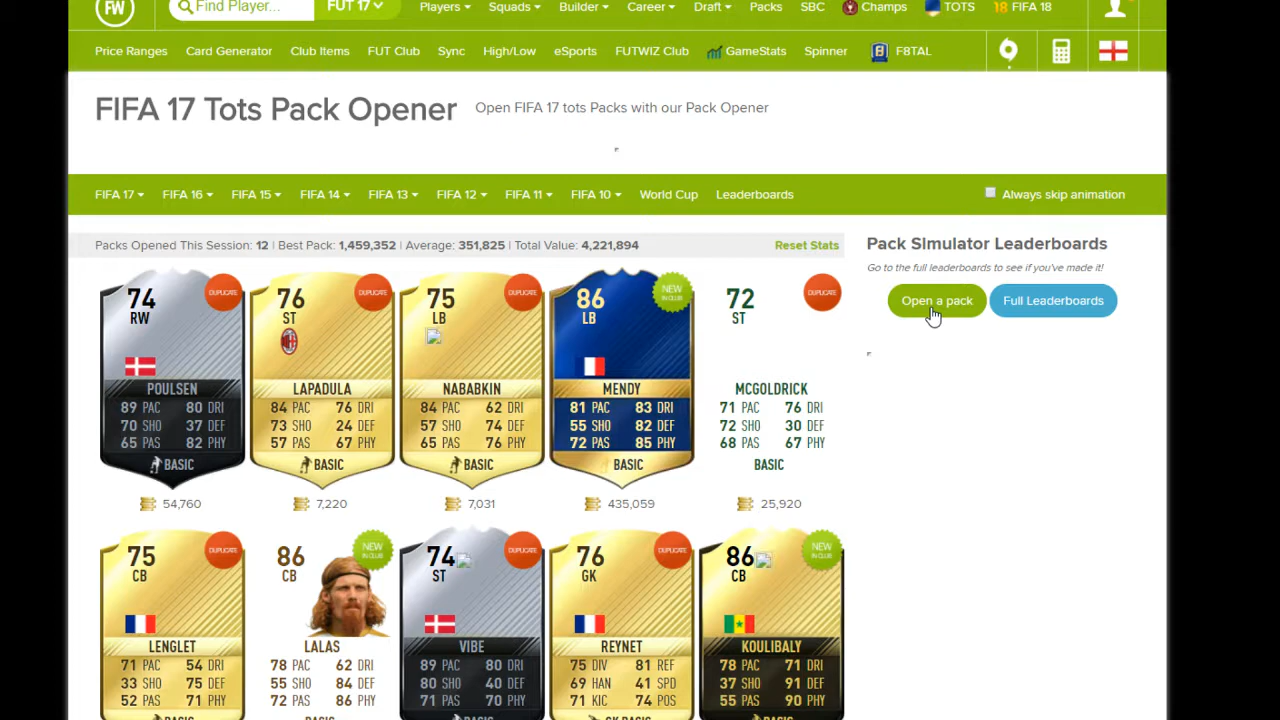 FW Find Player... FUT 17 Players Squads Builder Career Draft Packs SBC Champs TOTS 18 FIFA 18
Price Ranges Card Generator Club Items FUT Club Sync High/Low eSports FUTWIZ Club GameStats Spinner F8TAL
FIFA 17 Tots Pack Opener Open FIFA 17 tots Packs with our Pack Opener
FIFA 17 FIFA 16 FIFA 15 FIFA 14 FIFA 13 FIFA 12 FIFA 11 FIFA 10 World Cup Leaderboards Always skip animation
Packs Opened This Session: 12 | Best Pack: 1,459,352 | Average: 351,825 | Total Value: 4,221,894 Reset Stats
Pack Simulator Leaderboards
Go to the full leaderboards to see if you've made it!
Open a pack Full Leaderboards
74 DUPLICATE 76 DUPLICATE 75 DUPLICATE 86 NEW IN CLUB 72 DUPLICATE
RW ST LB LB ST
POULSEN LAPADULA NABABKIN MENDY MCGOLDRICK
89 PAC 80 DRI 84 PAC 76 DRI 84 PAC 62 DRI 81 PAC 83 DRI 71 PAC 76 DRI
70 SHO 37 DEF 73 SHO 24 DEF 57 SHO 74 DEF 55 SHO 82 DEF 72 SHO 30 DEF
65 PAS 82 PHY 57 PAS 67 PHY 65 PAS 76 PHY 72 PAS 85 PHY 68 PAS 67 PHY
BASIC BASIC BASIC BASIC BASIC
54,760 7,220 7,031 435,059 25,920
75 DUPLICATE 86 NEW IN CLUB 74 DUPLICATE 76 DUPLICATE 86 NEW IN CLUB
CB CB ST GK CB
LENGLET LALAS VIBE REYNET KOULIBALY
71 PAC 54 DRI 78 PAC 62 DRI 89 PAC 80 DRI 75 DIV 81 REF 78 PAC 71 DRI
33 SHO 75 DEF 55 SHO 84 DEF 80 SHO 40 DEF 69 HAN 41 SPD 37 SHO 91 DEF
52 PAS 71 PHY 72 PAS 86 PHY 71 PAS 70 PHY 71 KIC 74 POS 55 PAS 90 PHY
BASIC BASIC BASIC GK BASIC BASIC